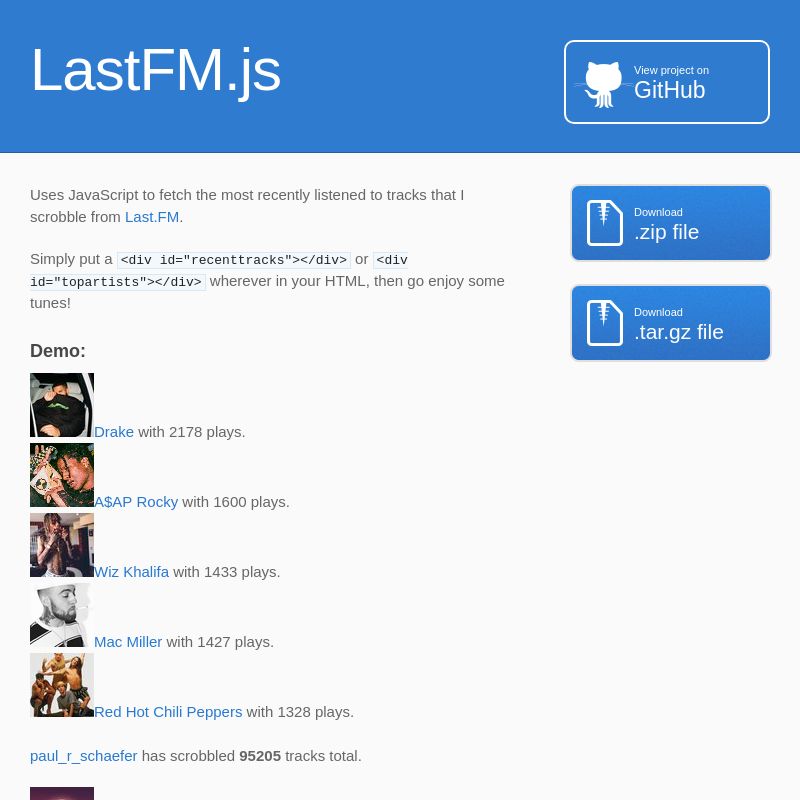 LastFM.js
View project on
GitHub
Uses JavaScript to fetch the most recently listened to tracks that I
scrobble from Last.FM.
Simply put a <div id="recenttracks"></div> or <div
id="topartists"></div> wherever in your HTML, then go enjoy some
tunes!
Download
.zip file
Download
.tar.gz file
Demo:
Drake with 2178 plays.
A$AP Rocky with 1600 plays.
Wiz Khalifa with 1433 plays.
Mac Miller with 1427 plays.
Red Hot Chili Peppers with 1328 plays.
paul_r_schaefer has scrobbled 95205 tracks total.